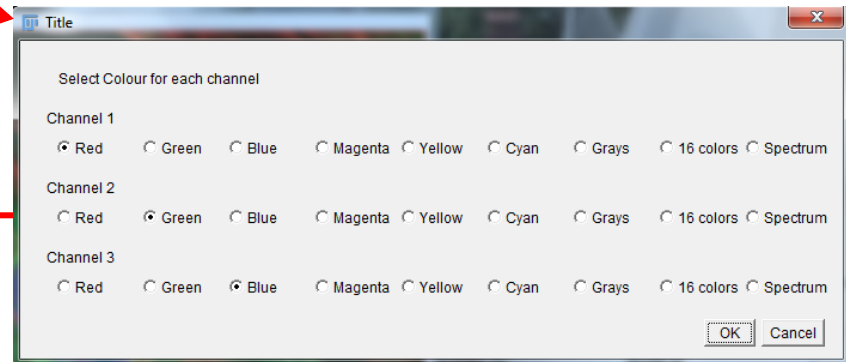 Title
Select Colour for each channel
Channel 1
Red Green Blue Magenta Yellow Cyan Grays 16 colors Spectrum
Channel 2
Red Green Blue Magenta Yellow Cyan Grays 16 colors Spectrum
Channel 3
Red Green Blue Magenta Yellow Cyan Grays 16 colors Spectrum
OK Cancel